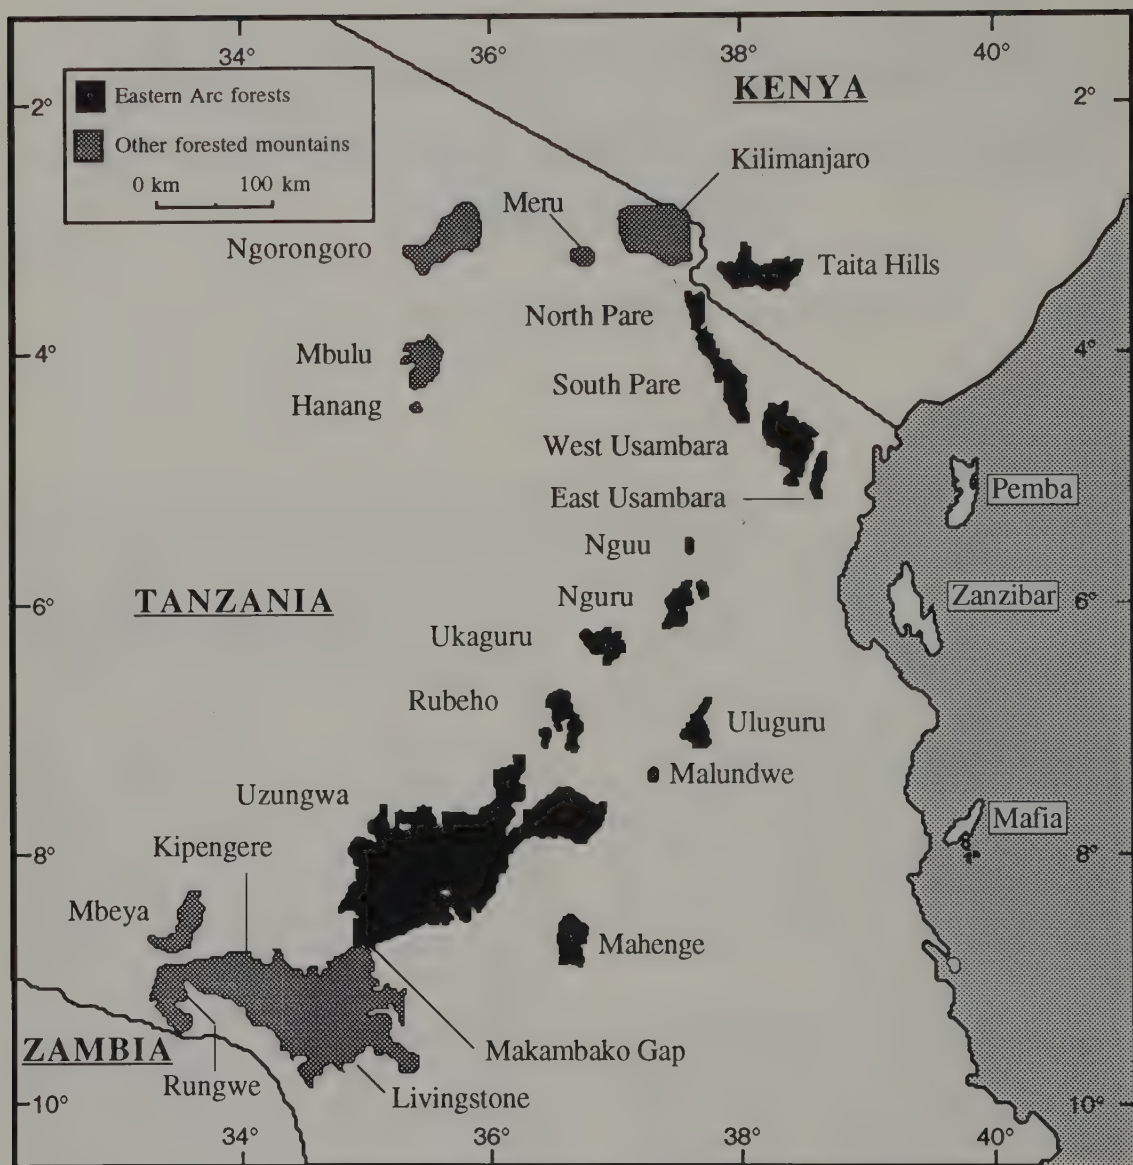 34° 36° 38° 40°
KENYA
Eastern Arc forests
2° 2°
Other forested mountains
Kilimanjaro
0 km 100 km
Meru
Ngorongoro
Taita Hills
North Pare
Mbulu
4° 4°
South Pare
Hanang
West Usambara
Pemba
East Usambara
Nguu
TANZANIA
Nguru
Zanzibar
6° 6°
Ukaguru
Rubeho
Uluguru
Malundwe
Uzungwa
Mafia
Kipengere
8° 8°
Mbeya
Mahenge
ZAMBIA
Makambako Gap
Rungwe
Livingstone
10° 10°
34° 36° 38° 40°